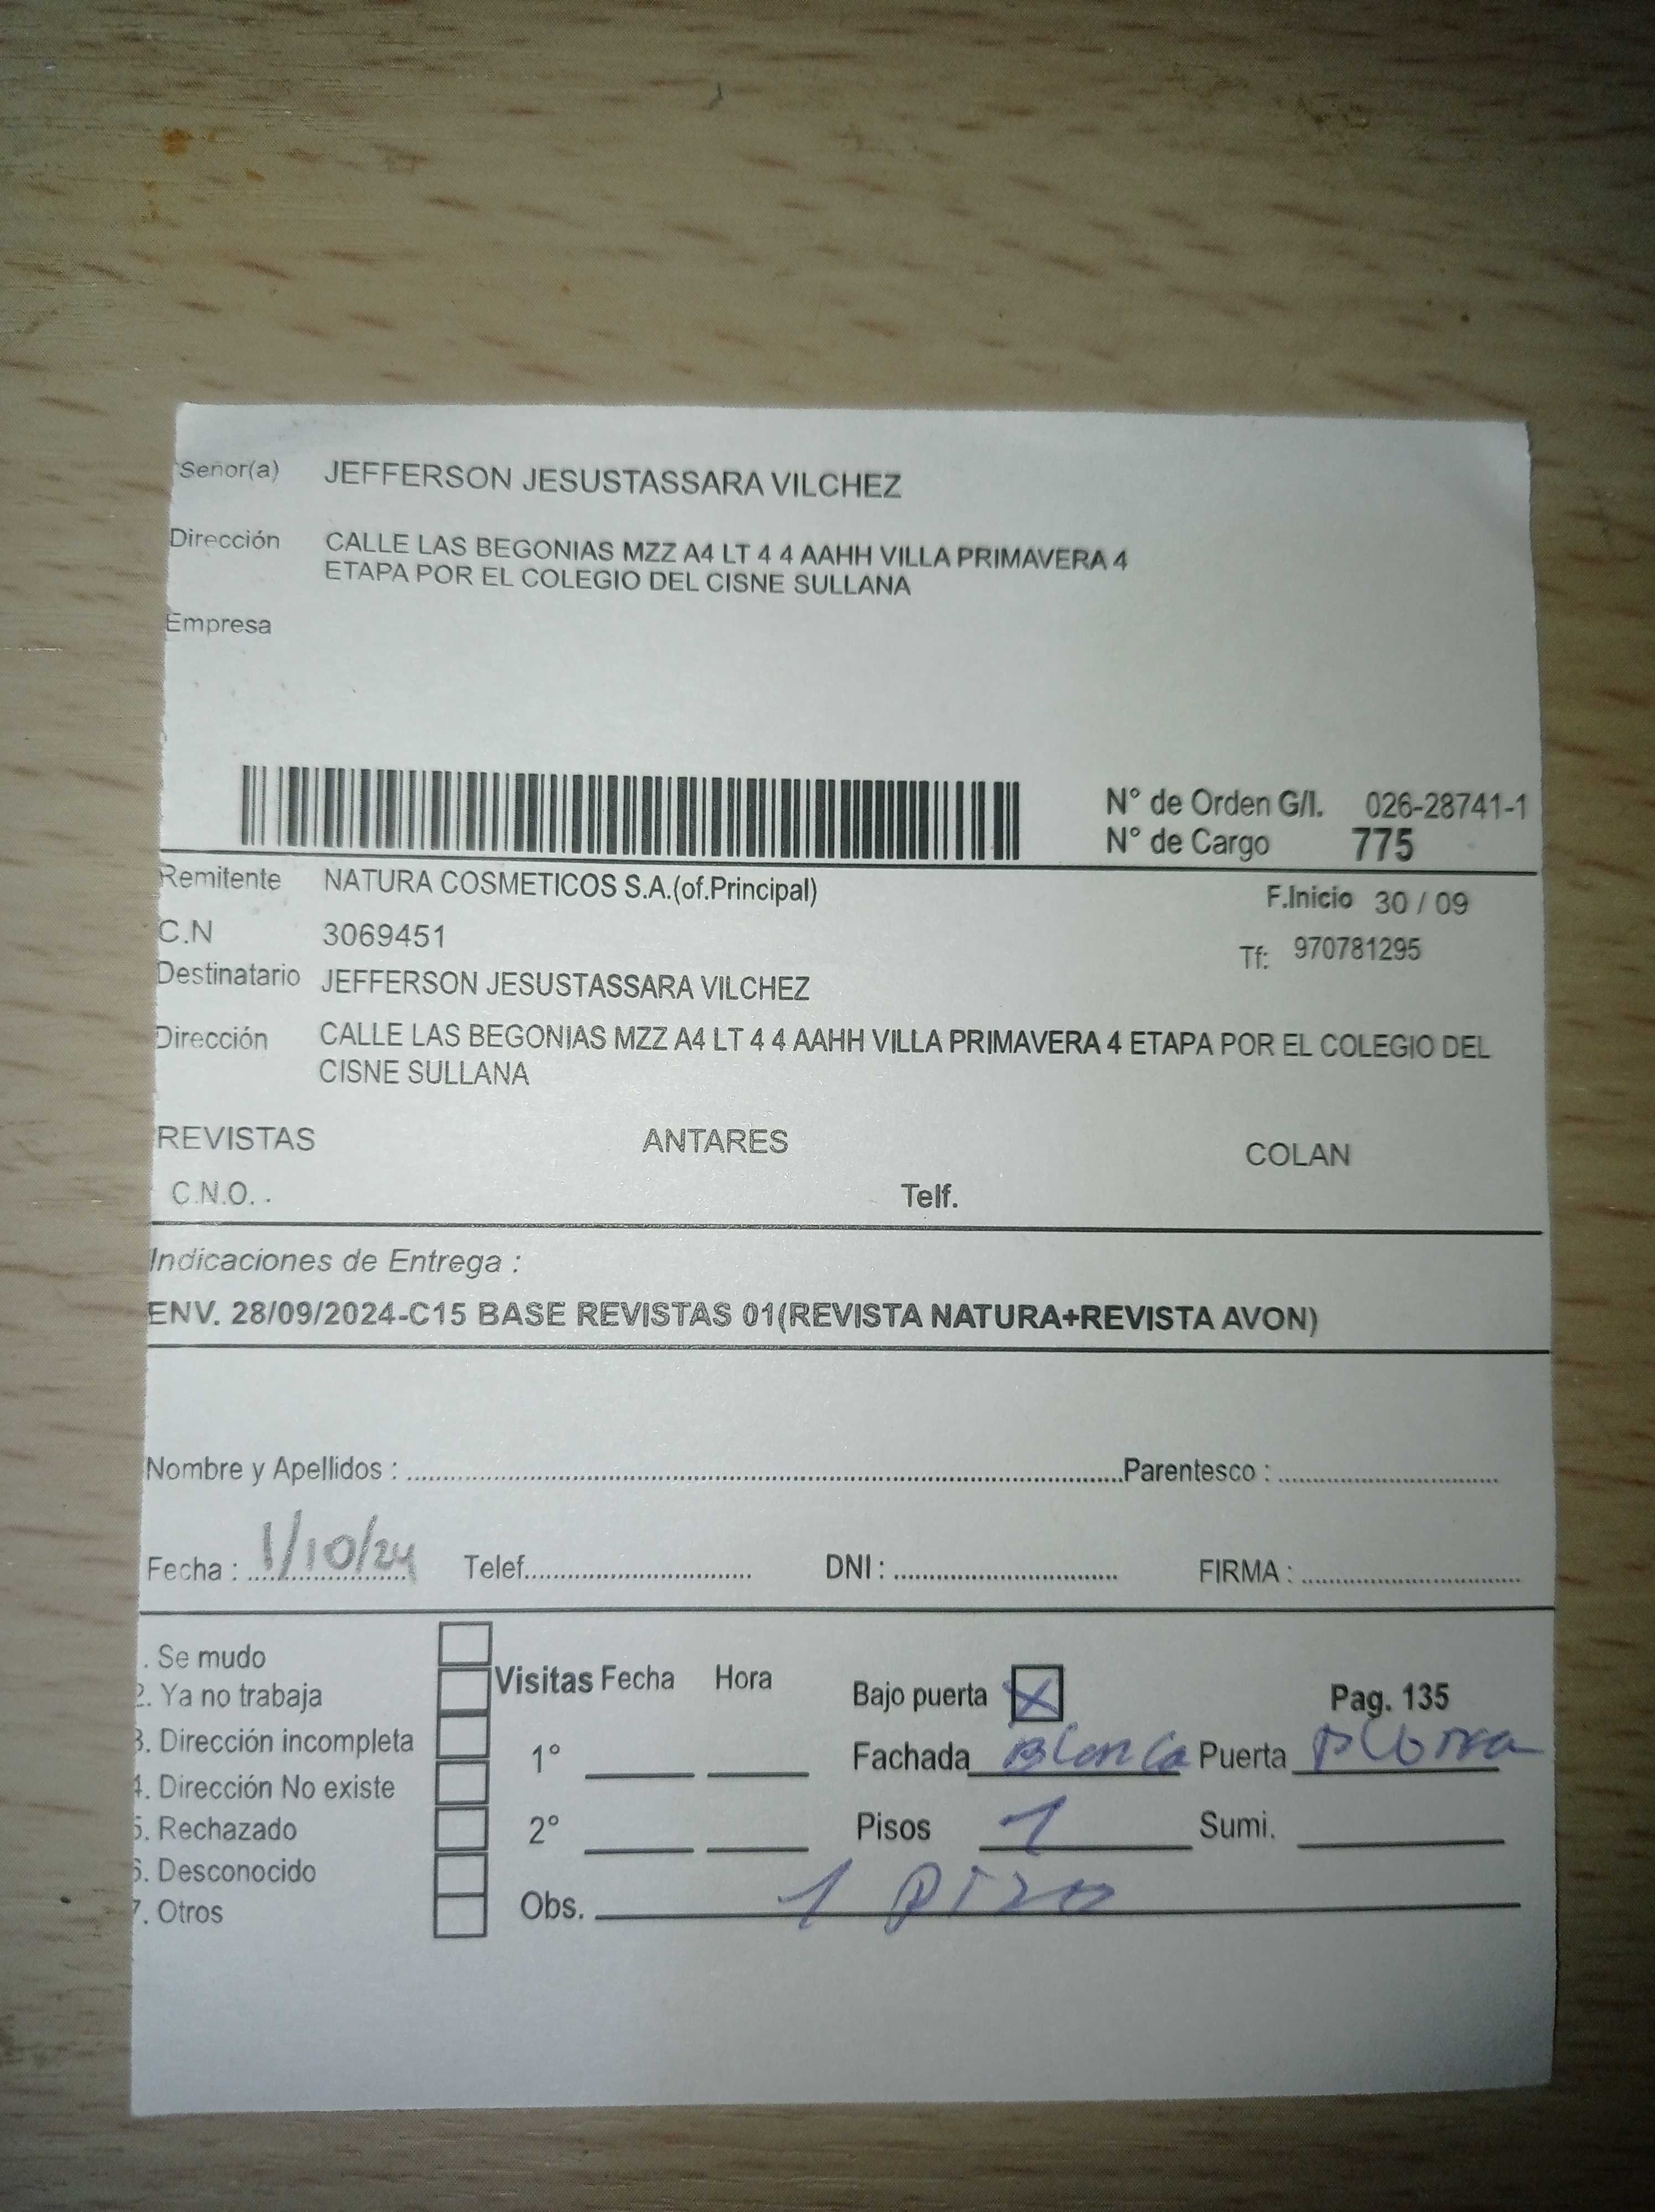 Señor(a) JEFFERSON JESUSTASSARA VILCHEZ
Dirección CALLE LAS BEGONIAS MZZ A4 LT 4 4 AAHH VILLA PRIMAVERA 4
ETAPA POR EL COLEGIO DEL CISNE SULLANA
Empresa
N° de Orden G/I. 026-28741-1
N° de Cargo 775
Remitente NATURA COSMETICOS S.A.(of.Principal) F.Inicio 30 / 09
C.N 3069451 Tf: 970781295
Destinatario JEFFERSON JESUSTASSARA VILCHEZ
Dirección CALLE LAS BEGONIAS MZZ A4 LT 4 4 AAHH VILLA PRIMAVERA 4 ETAPA POR EL COLEGIO DEL
CISNE SULLANA
REVISTAS ANTARES COLAN
C.N.O. . Telf.
Indicaciones de Entrega :
ENV. 28/09/2024-C15 BASE REVISTAS 01(REVISTA NATURA+REVISTA AVON)
Nombre y Apellidos : Parentesco :
Fecha : 1/10/24 Telef. DNI : FIRMA :
. Se mudo
2. Ya no trabaja
3. Dirección incompleta
4. Dirección No existe
5. Rechazado
6. Desconocido
7. Otros
Visitas Fecha Hora
1°
2°
Bajo puerta X Pag. 135
Fachada Blanca Puerta
Pisos 1 Sumi.
Obs. 1 Pizo